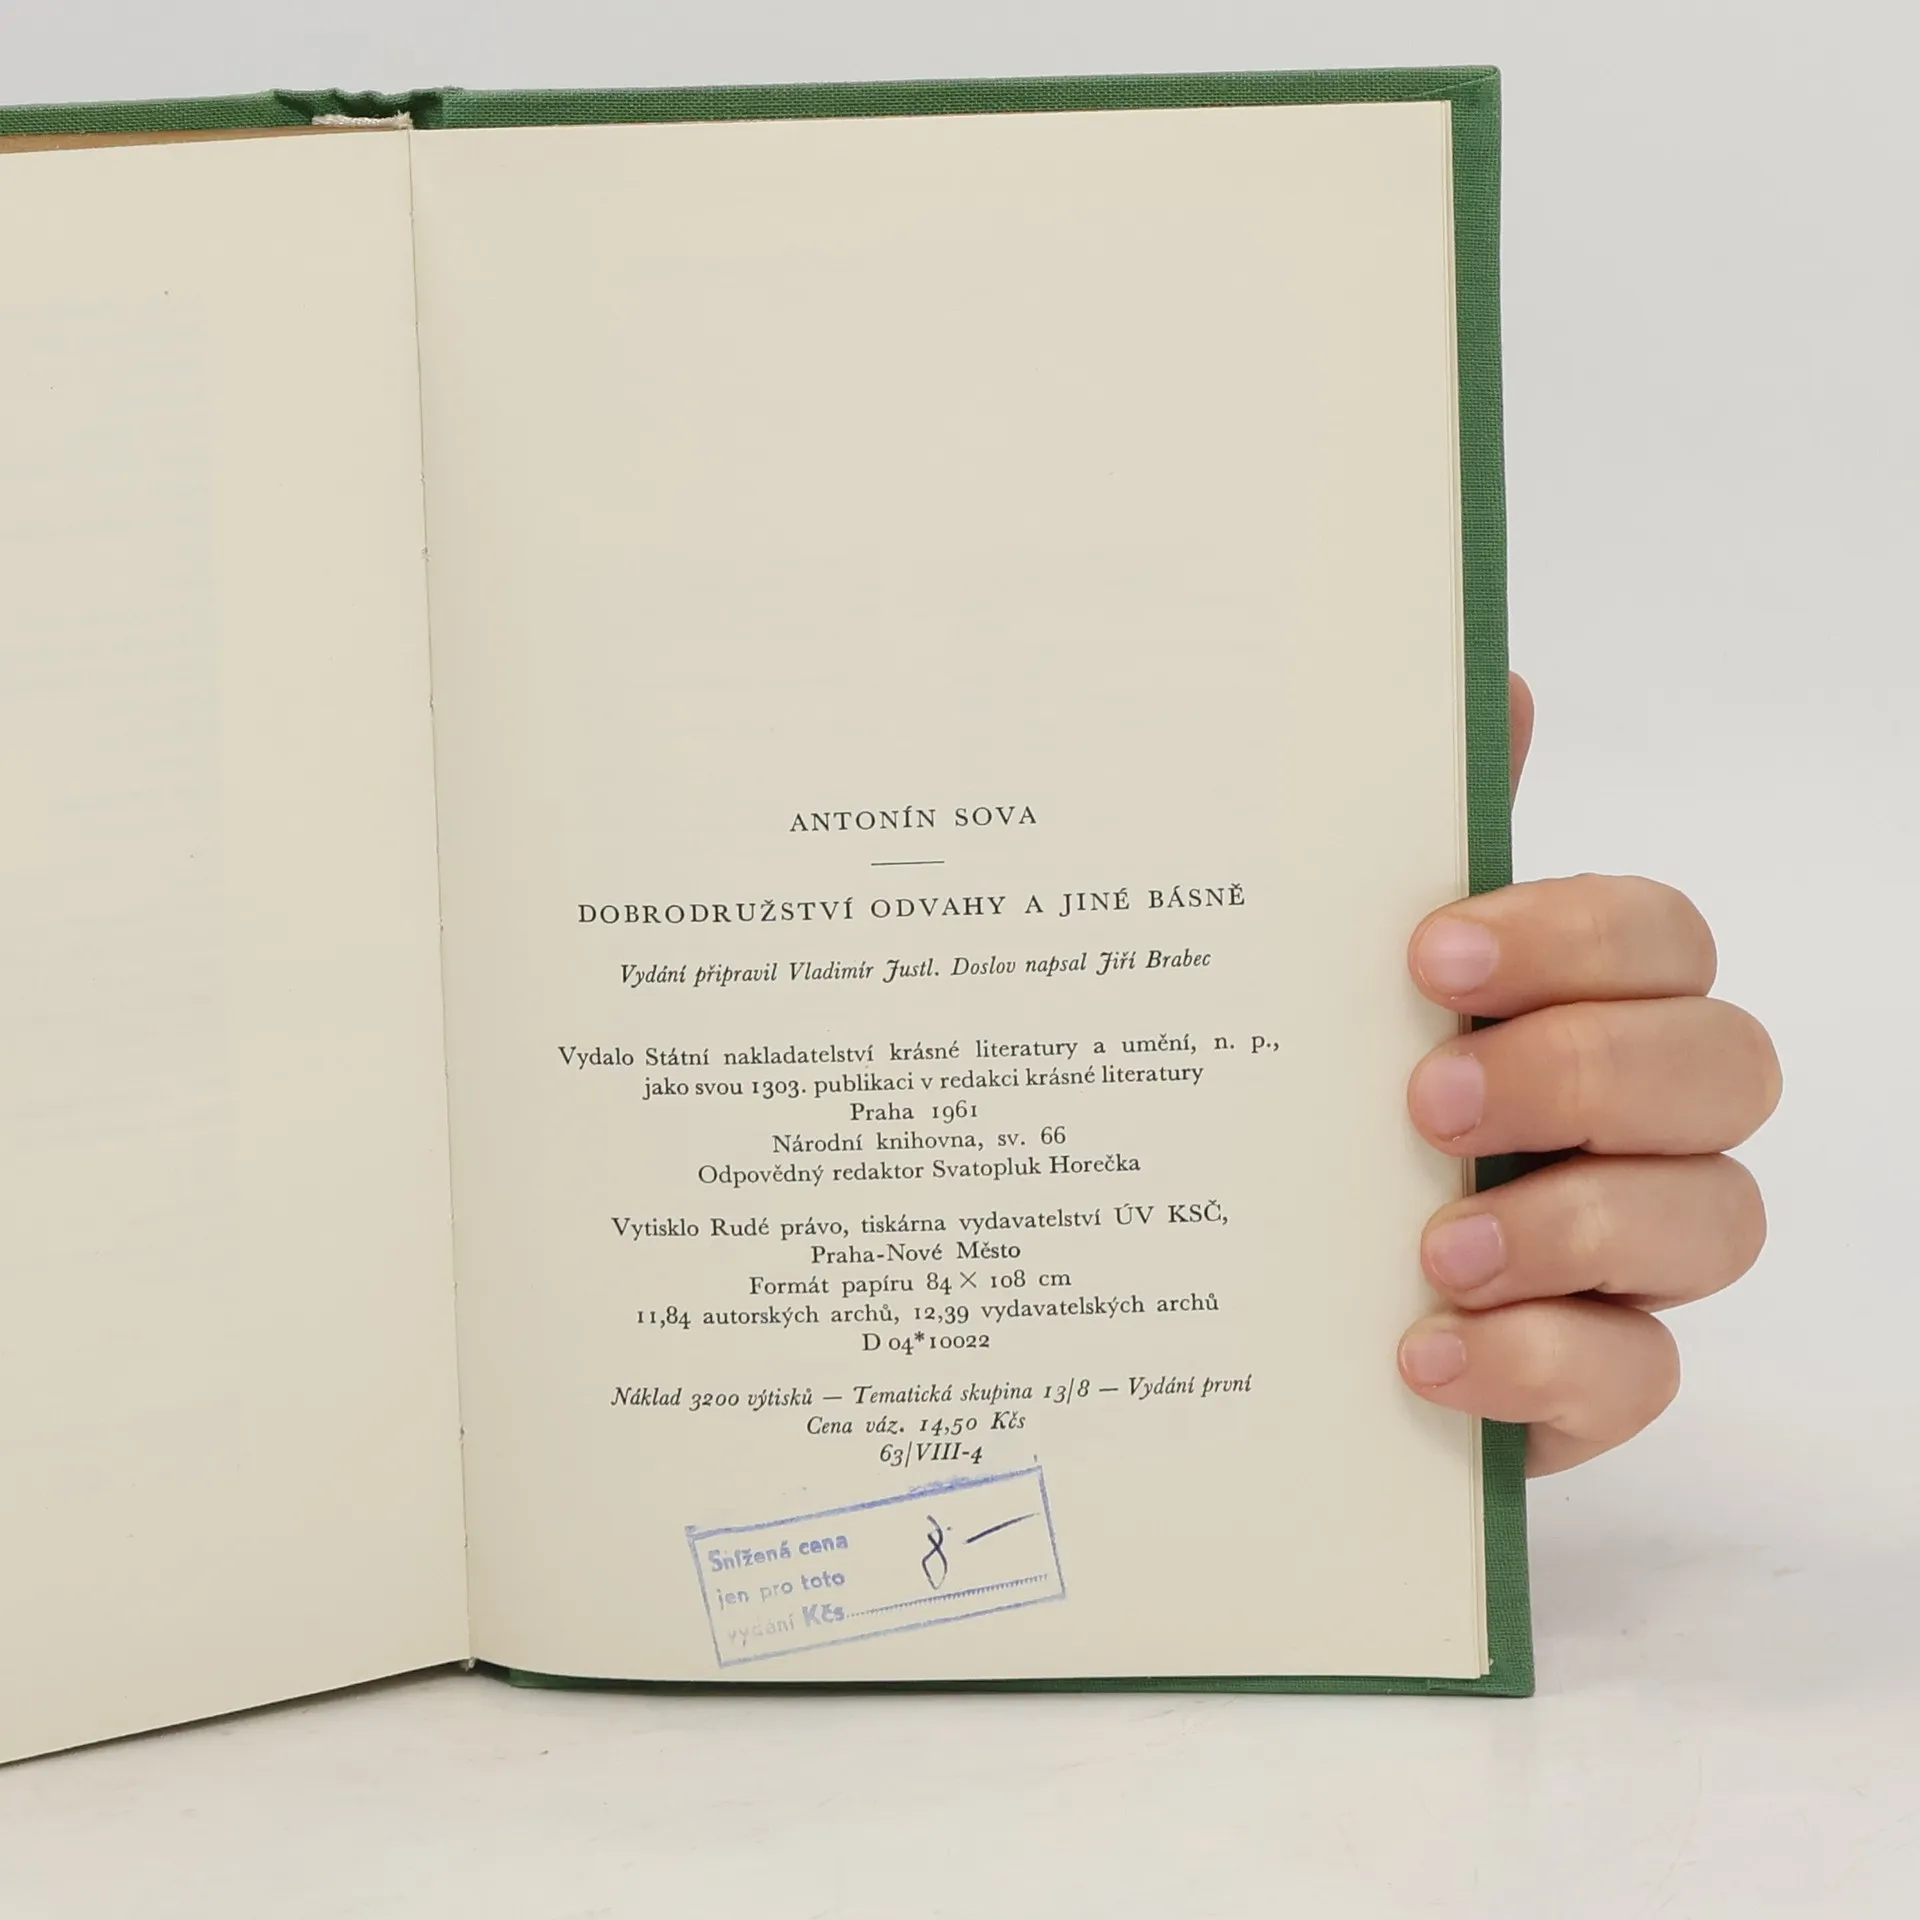 ANTONÍN SOVA
DOBRODRUŽSTVÍ ODVAHY A JINÉ BÁSNĚ
Vydání připravil Vladimír Justl. Doslov napsal Jiří Brabec
Vydalo Státní nakladatelství krásné literatury a umění, n. p.,
jako svou 1303. publikaci v redakci krásné literatury
Praha 1961
Národní knihovna, sv. 66
Odpovědný redaktor Svatopluk Horečka
Vytisklo Rudé právo, tiskárna vydavatelství ÚV KSČ,
Praha-Nové Město
Formát papíru 84 × 108 cm
11,84 autorských archů, 12,39 vydavatelských archů
D 04*10022
Náklad 3200 výtisků — Tematická skupina 13/8 — Vydání první
Cena váz. 14,50 Kčs
63/VIII-4
Snížená cena
jen pro toto
vydání Kčs 8.—